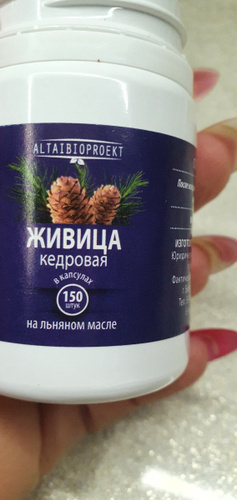 ALTAIBIOPROEKT
ЖИВИЦА
кедровая
в капсулах
150
штук
на льняном масле